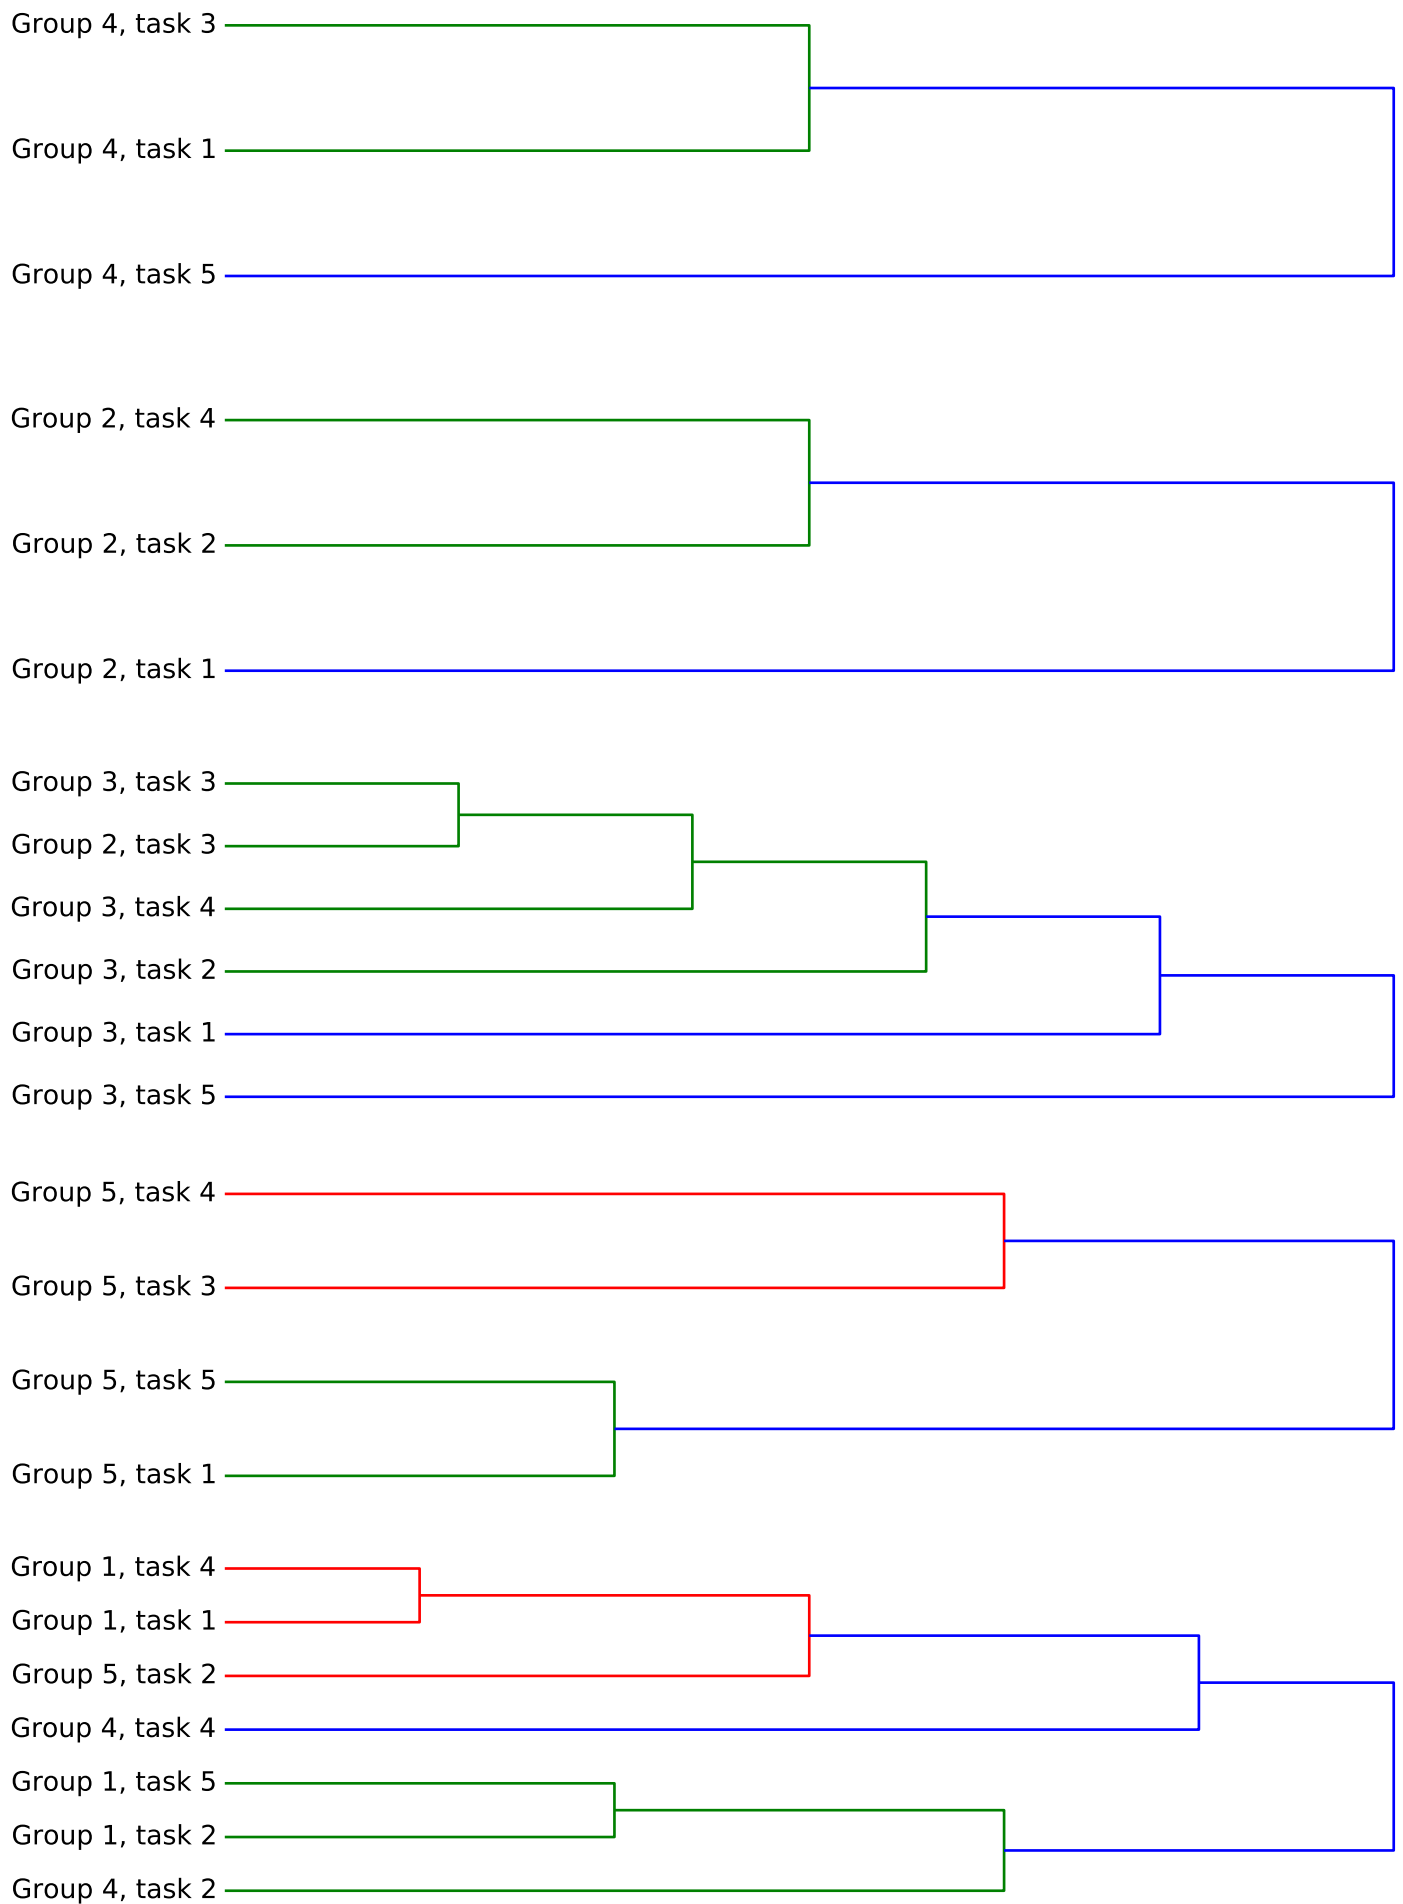 Group 4, task 3
Group 4, task 1
Group 4, task 5
Group 2, task 4
Group 2, task 2
Group 2, task 1
Group 3, task 3
Group 2, task 3
Group 3, task 4
Group 3, task 2
Group 3, task 1
Group 3, task 5
Group 5, task 4
Group 5, task 3
Group 5, task 5
Group 5, task 1
Group 1, task 4
Group 1, task 1
Group 5, task 2
Group 4, task 4
Group 1, task 5
Group 1, task 2
Group 4, task 2